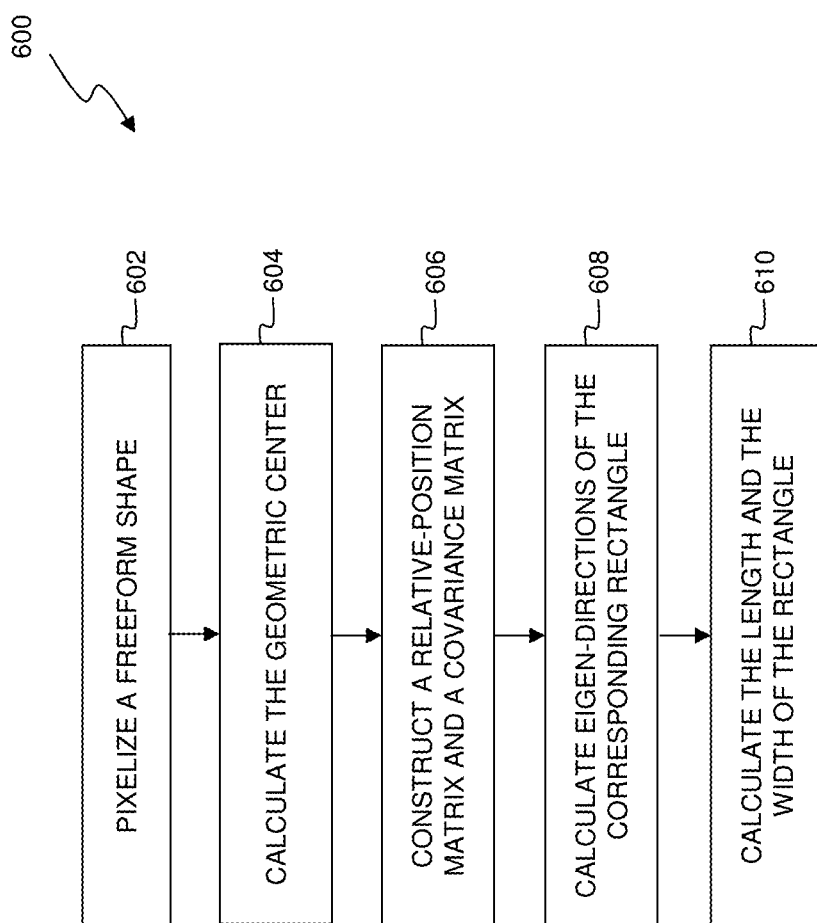 600
PIXELIZE A FREEFORM SHAPE
602
CALCULATE THE GEOMETRIC CENTER
604
CONSTRUCT A RELATIVE-POSITION
MATRIX AND A COVARIANCE MATRIX
606
CALCULATE EIGEN-DIRECTIONS OF THE
CORRESPONDING RECTANGLE
608
CALCULATE THE LENGTH AND THE
WIDTH OF THE RECTANGLE
610